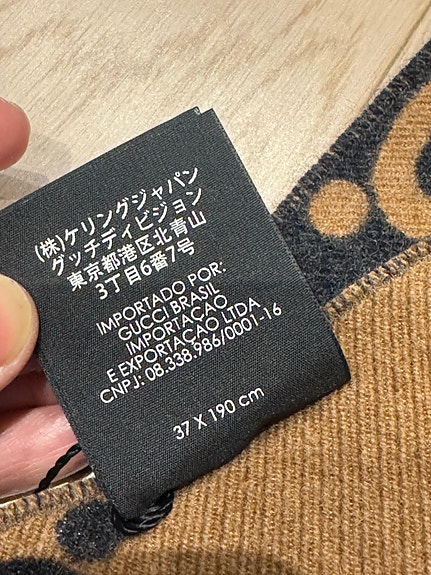 (株)ケリングジャパン
グッチディビジョン
東京都港区北青山
3丁目6番7号
IMPORTADO POR:
GUCCI BRASIL
IMPORTAÇAO
E EXPORTAÇAO LTDA
CNPJ: 08.338.986/0001-16
37 X 190 cm